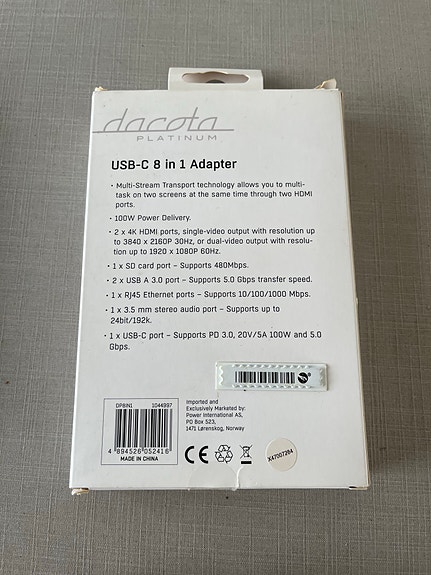 dacota
PLATINUM
USB-C 8 in 1 Adapter
• Multi-Stream Transport technology allows you to multi-
task on two screens at the same time through two HDMI
ports.
• 100W Power Delivery.
• 2 x 4K HDMI ports, single-video output with resolution up
to 3840 x 2160P 30Hz, or dual-video output with resolu-
tion up to 1920 x 1080P 60Hz.
• 1 x SD card port – Supports 480Mbps.
• 2 x USB A 3.0 port – Supports 5.0 Gbps transfer speed.
• 1 x RJ45 Ethernet ports – Supports 10/100/1000 Mbps.
• 1 x 3.5 mm stereo audio port – Supports up to
24bit/192k.
• 1 x USB-C port – Supports PD 3.0, 20V/5A 100W and 5.0
Gbps.
DP8IN1 1044997
4 894526 052416
MADE IN CHINA
Imported and
Exclusively Marketed by:
Power International AS,
PO Box 523,
1471 Lørenskog, Norway
CE
X47007284